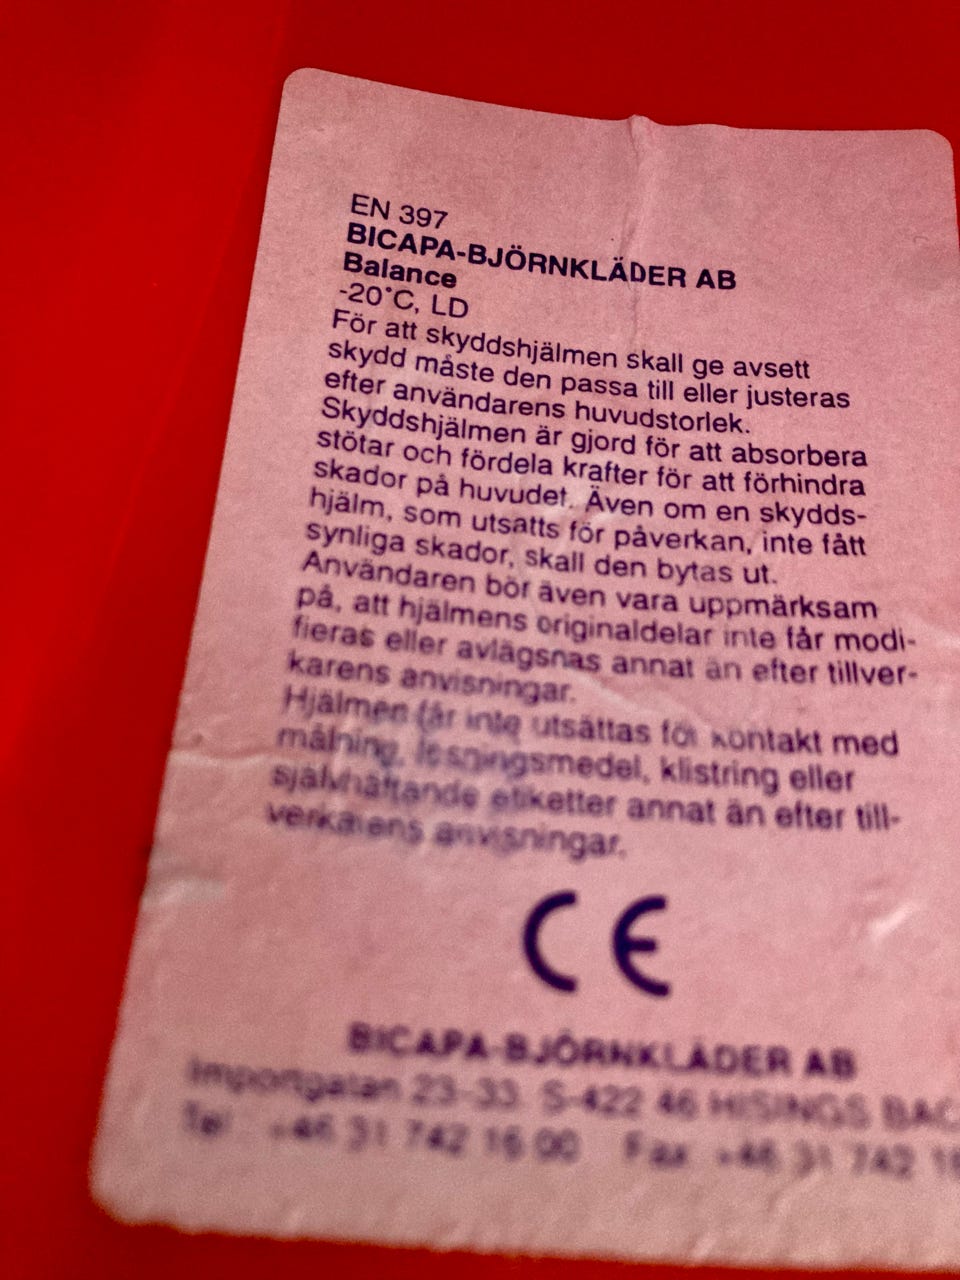 EN 397
BICAPA-BJÖRNKLÄDER AB
Balance
-20°C, LD
För att skyddshjälmen skall ge avsett
skydd måste den passa till eller justeras
efter användarens huvudstorlek.
Skyddshjälmen är gjord för att absorbera
stötar och fördela krafter för att förhindra
skador på huvudet. Även om en skydds-
hjälm, som utsatts för påverkan, inte fått
synliga skador, skall den bytas ut.
Användaren bör även vara uppmärksam
på, att hjälmens originaldelar inte får modi-
fieras eller avlägsnas annat än efter tillver-
karens anvisningar.
Hjälmen får inte utsättas för kontakt med
målning, lösningsmedel, klistring eller
självhäftande etiketter annat än efter till-
verkarens anvisningar.
CE
BICAPA-BJÖRNKLÄDER AB
Importgatan 23-33. S-422 46 HISINGS BAC
Tel +46 31 742 16 00 Fax +46 31 742